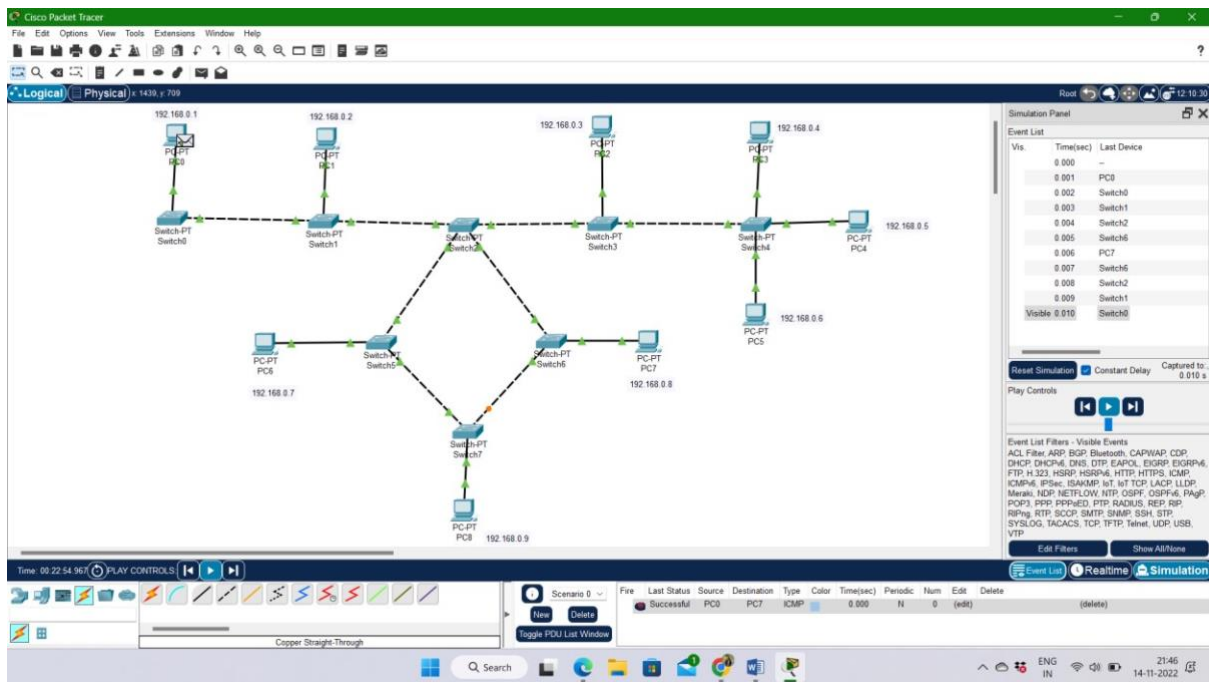 Cisco Packet Tracer
File Edit Options View Tools Extensions Window Help
?
Logical Physical x: 1439, y: 709 Root 12:10:30
192.168.0.1
PC-PT
PC0
192.168.0.2
PC-PT
PC1
192.168.0.3
PC-PT
PC2
192.168.0.4
PC-PT
PC3
Switch-PT
Switch0
Switch-PT
Switch1
Switch-PT
Switch2
Switch-PT
Switch3
Switch-PT
Switch4
PC-PT
PC4
192.168.0.5
PC-PT
PC5
192.168.0.6
PC-PT
PC6
192.168.0.7
Switch-PT
Switch5
Switch-PT
Switch6
PC-PT
PC7
192.168.0.8
Switch-PT
Switch7
PC-PT
PC8
192.168.0.9
Simulation Panel
Event List
Vis. Time(sec) Last Device
0.000 --
0.001 PC0
0.002 Switch0
0.003 Switch1
0.004 Switch2
0.005 Switch6
0.006 PC7
0.007 Switch6
0.008 Switch2
0.009 Switch1
Visible 0.010 Switch0
Reset Simulation Constant Delay Captured to:
0.010 s
Play Controls
Event List Filters - Visible Events
ACL Filter, ARP, BGP, Bluetooth, CAPWAP, CDP,
DHCP, DHCPv6, DNS, DTP, EAPOL, EIGRP, EIGRPv6,
FTP, H.323, HSRP, HSRPv6, HTTP, HTTPS, ICMP,
ICMPv6, IPSec, ISAKMP, IoT, IoT TCP, LACP, LLDP,
Meraki, NDP, NETFLOW, NTP, OSPF, OSPFv6, PAgP,
POP3, PPP, PPPoED, PTP, RADIUS, REP, RIP,
RIPng, RTP, SCCP, SMTP, SNMP, SSH, STP,
SYSLOG, TACACS, TCP, TFTP, Telnet, UDP, USB,
VTP
Edit Filters Show All/None
Time: 00:22:54.967 PLAY CONTROLS: Event List Realtime Simulation
Scenario 0
New Delete
Toggle PDU List Window
Fire Last Status Source Destination Type Color Time(sec) Periodic Num Edit Delete
Successful PC0 PC7 ICMP 0.000 N 0 (edit) (delete)
Copper Straight-Through
Search
ENG
IN
21:46
14-11-2022